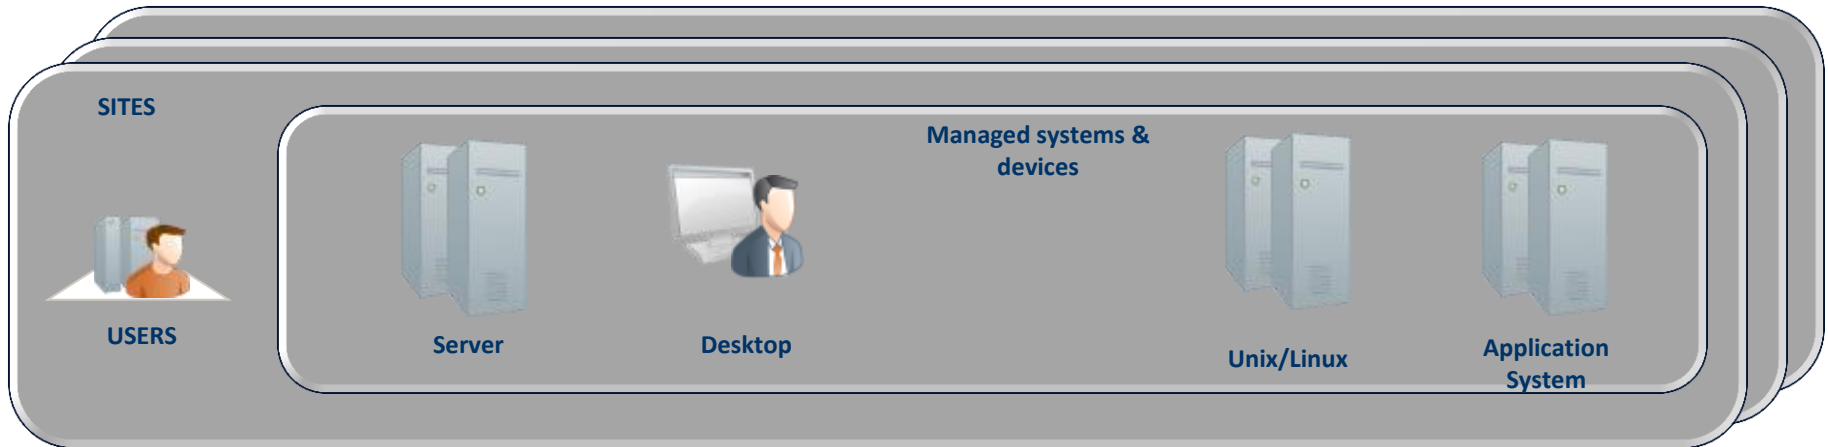 SITES
Managed systems &
devices
USERS
Server
Desktop
Unix/Linux
Application
System